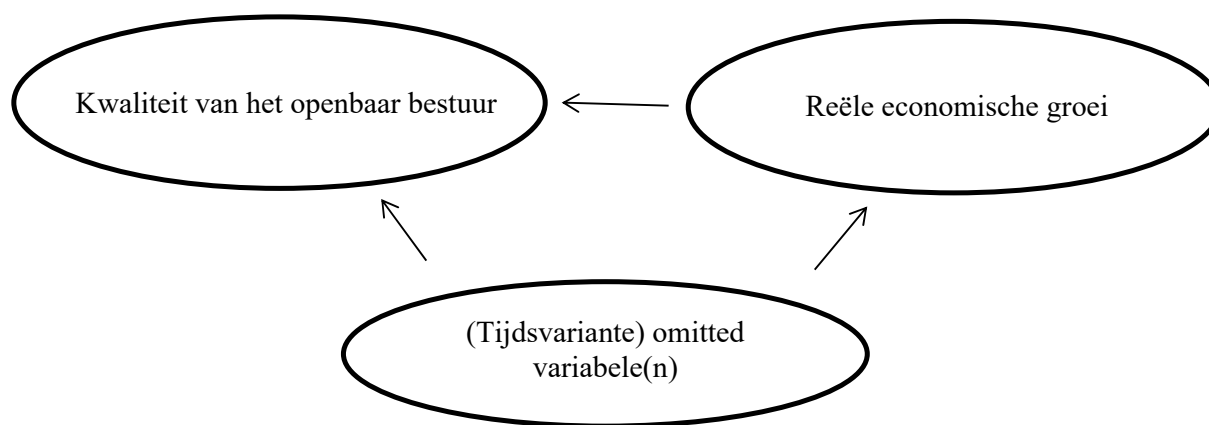 Kwaliteit van het openbaar bestuur
Reële economische groei
(Tijdsvariante) omitted
variabele(n)